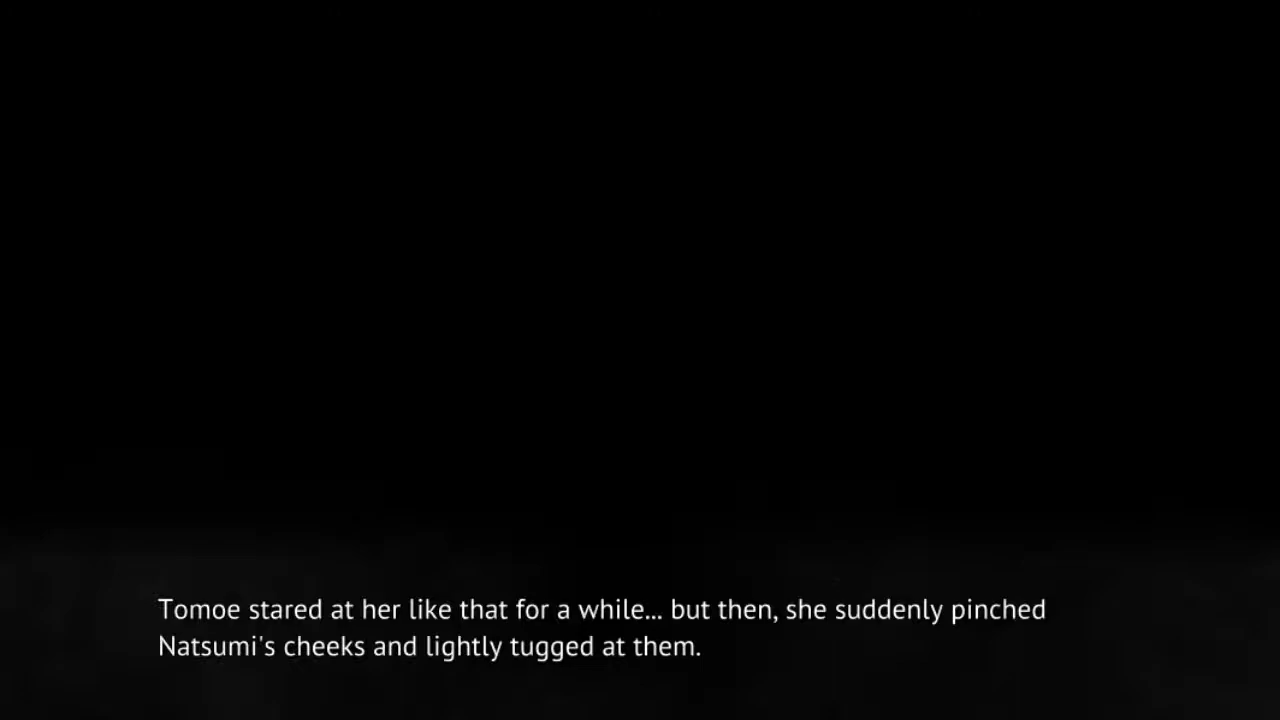 Tomoe stared at her like that for a while... but then, she suddenly pinched
Natsumi's cheeks and lightly tugged at them.